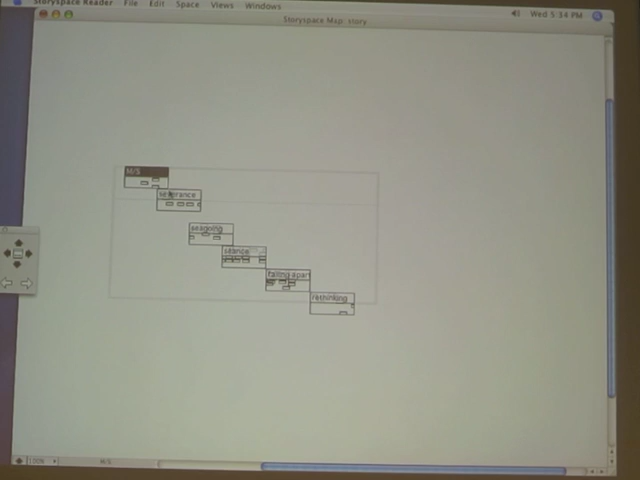 Storyspace Reader File Edit Space Views Windows
Wed 5:34 PM
Storyspace Map: story
M/S
severance
seagoing
stance
falling apart
rethinking
100%
M/S